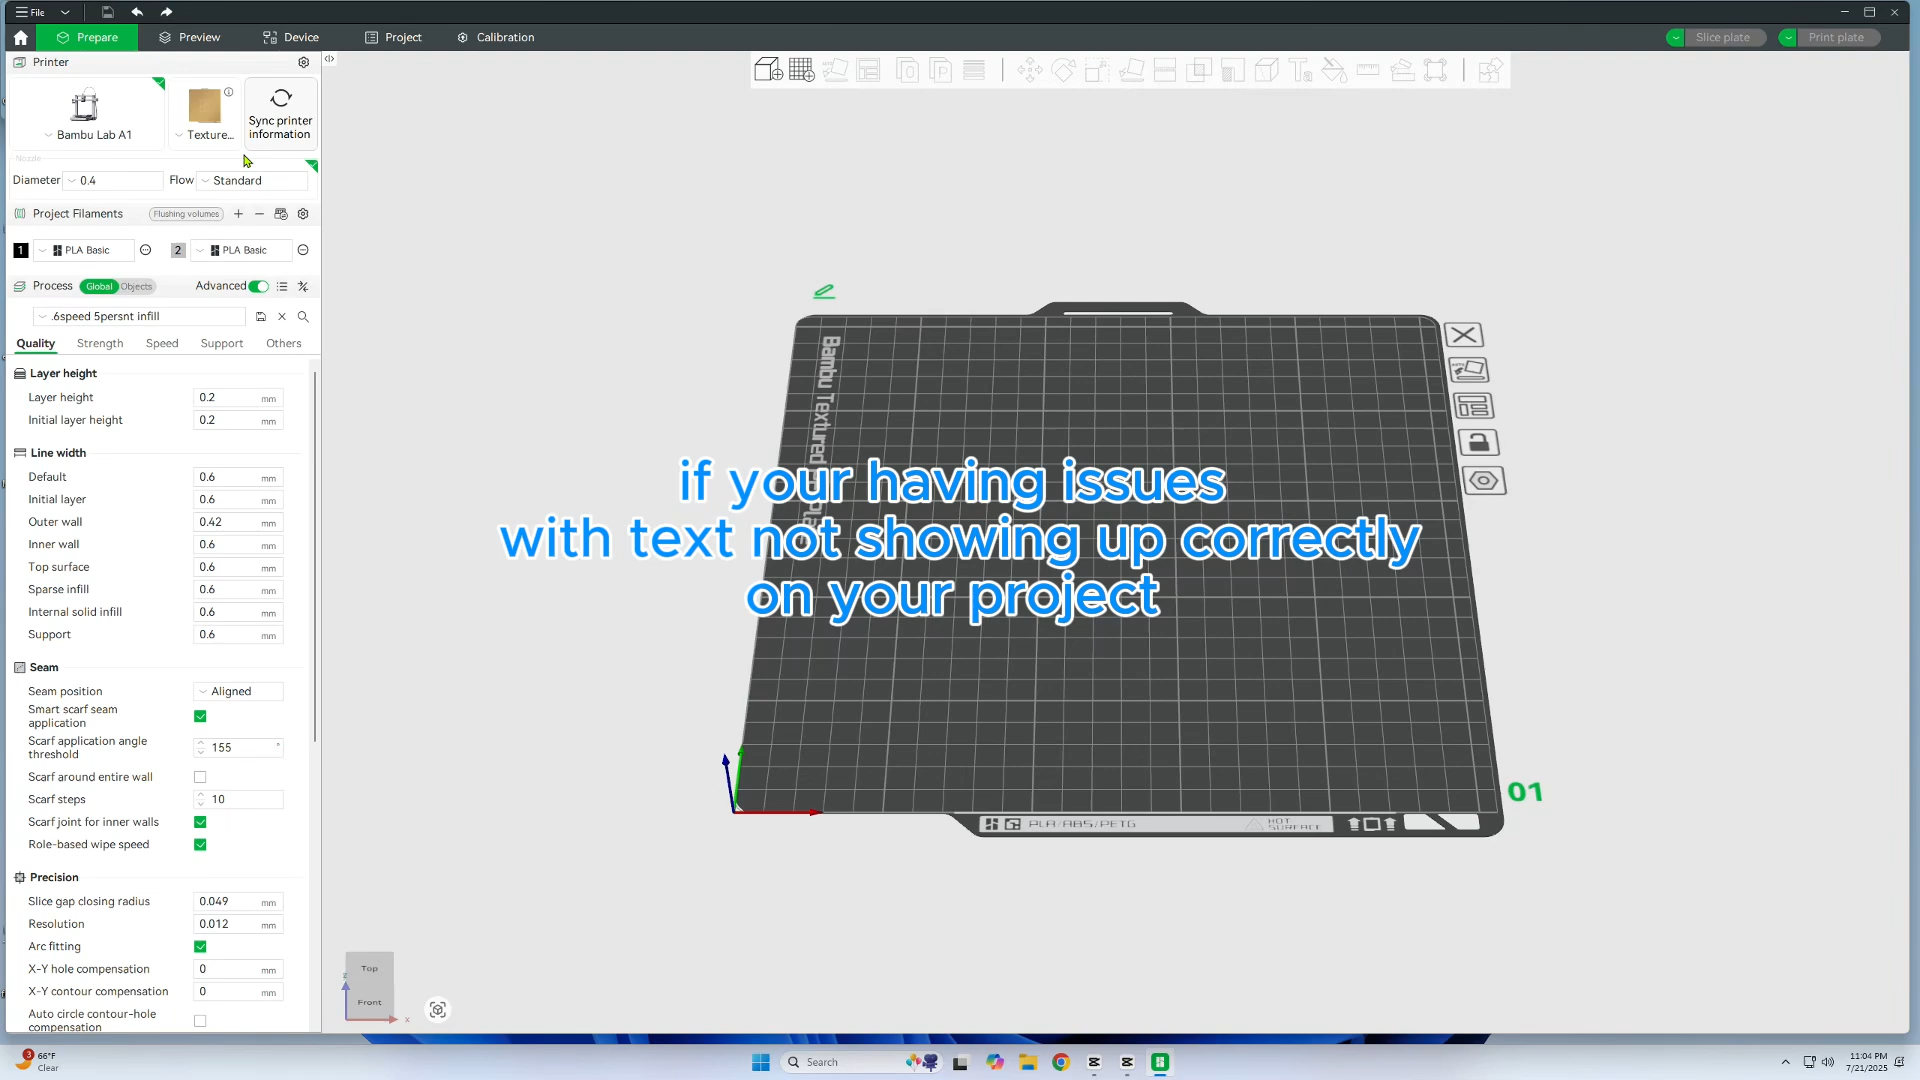 File
Prepare
Preview
Device
Project
Calibration
Slice plate
Print plate
Printer
Bambu Lab A1
Texture...
Sync printer
information
Nozzle
Diameter
0.4
Flow
Standard
Project Filaments
Flushing volumes
1
PLA Basic
2
PLA Basic
Process
Global
Objects
Advanced
.6speed 5persnt infill
Quality
Strength
Speed
Support
Others
Layer height
Layer height
0.2
mm
Initial layer height
0.2
mm
Line width
Default
0.6
mm
Initial layer
0.6
mm
Outer wall
0.42
mm
Inner wall
0.6
mm
Top surface
0.6
mm
Sparse infill
0.6
mm
Internal solid infill
0.6
mm
Support
0.6
mm
Seam
Seam position
Aligned
Smart scarf seam
application
Scarf application angle
threshold
155
°
Scarf around entire wall
Scarf steps
10
Scarf joint for inner walls
Role-based wipe speed
Precision
Slice gap closing radius
0.049
mm
Resolution
0.012
mm
Arc fitting
X-Y hole compensation
0
mm
X-Y contour compensation
0
mm
Auto circle contour-hole
compensation
Bambu Textured
if your having issues
with text not showing up correctly
on your project
01
PLA/ABS/PETG
HOT
SURFACE
Top
Front
z
x
3
66°F
Clear
Search
11:04 PM
7/21/2025